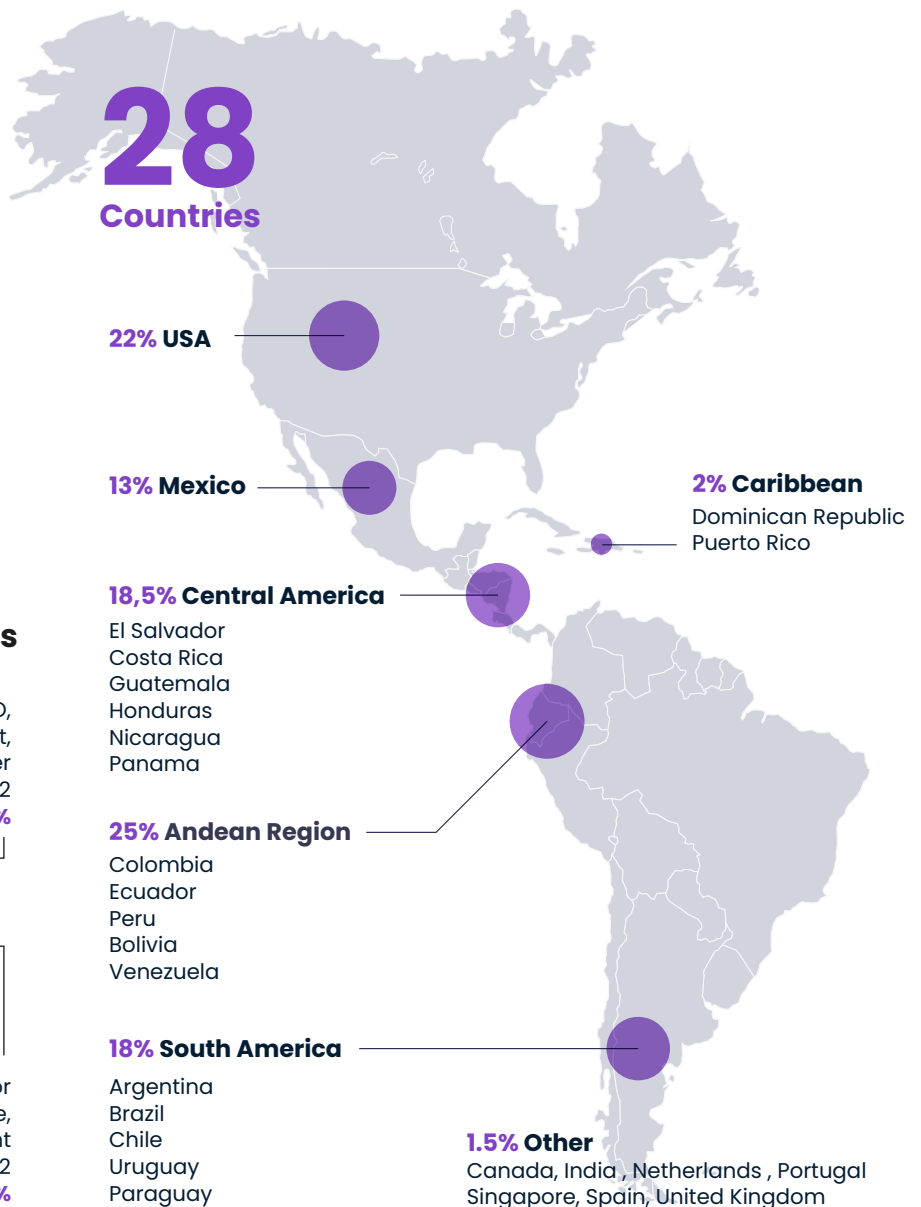 28
Countries
22% USA
13% Mexico
2% Caribbean
Dominican Republic
Puerto Rico
18,5% Central America
El Salvador
Costa Rica
Guatemala
Honduras
Nicaragua
Panama
25% Andean Region
Colombia
Ecuador
Peru
Bolivia
Venezuela
18% South America
Argentina
Brazil
Chile
Uruguay
Paraguay
1.5% Other
Canada, India , Netherlands , Portugal
Singapore, Spain, United Kingdom